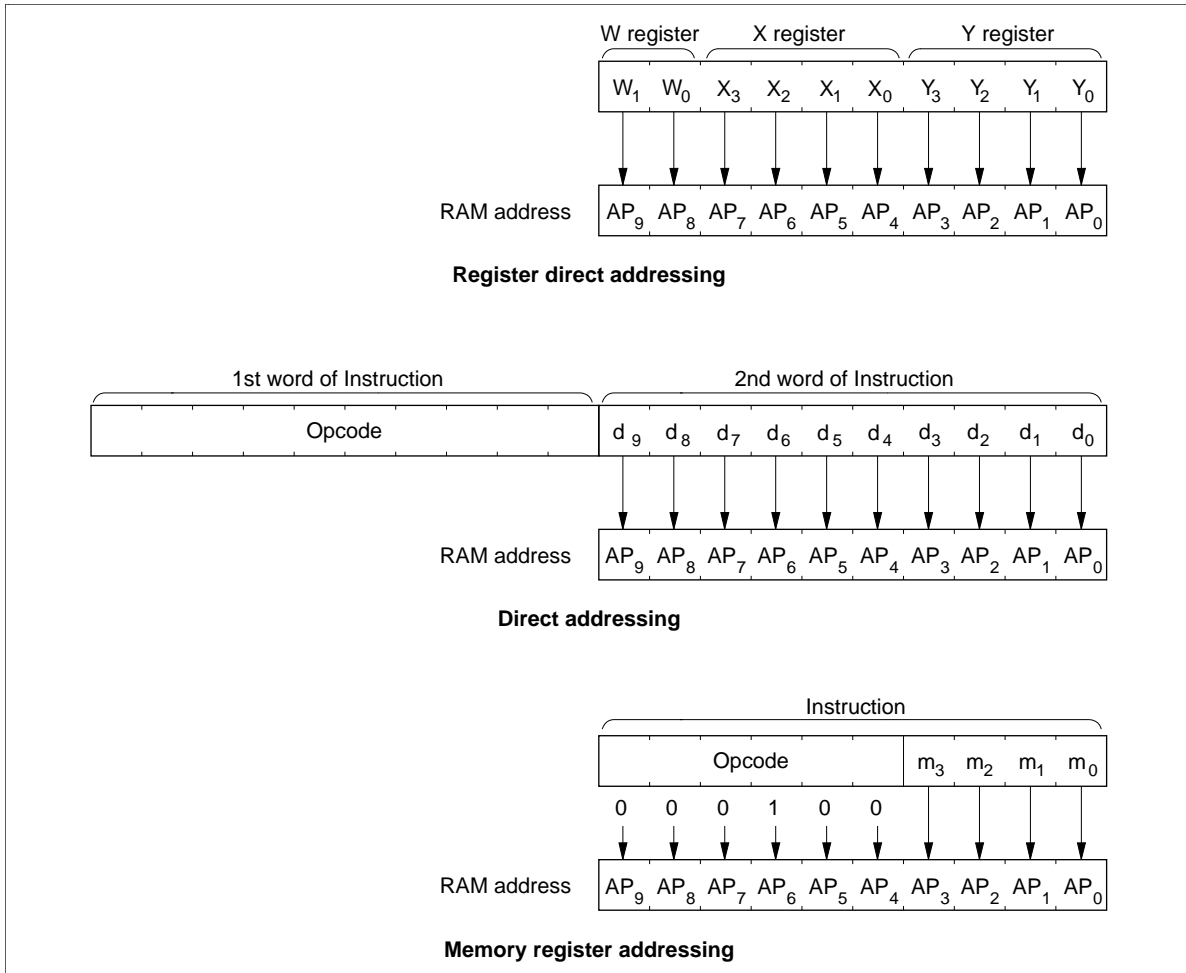 W register X register Y register
W1 W0 X3 X2 X1 X0 Y3 Y2 Y1 Y0
RAM address AP9 AP8 AP7 AP6 AP5 AP4 AP3 AP2 AP1 AP0
Register direct addressing
1st word of Instruction 2nd word of Instruction
Opcode d9 d8 d7 d6 d5 d4 d3 d2 d1 d0
RAM address AP9 AP8 AP7 AP6 AP5 AP4 AP3 AP2 AP1 AP0
Direct addressing
Instruction
Opcode m3 m2 m1 m0
0 0 0 1 0 0
RAM address AP9 AP8 AP7 AP6 AP5 AP4 AP3 AP2 AP1 AP0
Memory register addressing